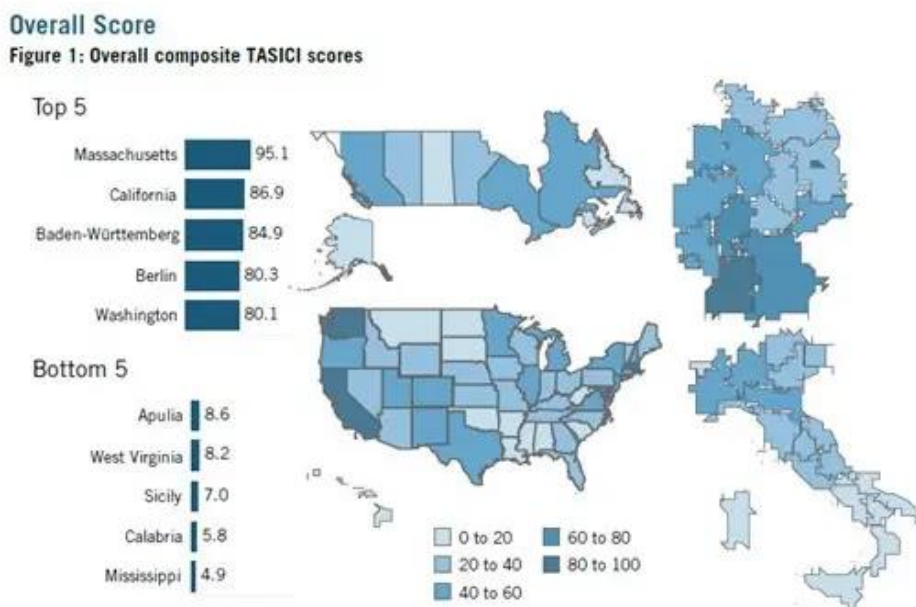 Overall Score
Figure 1: Overall composite TASICI scores
Top 5
Massachusetts 95.1
California 86.9
Baden-Württemberg 84.9
Berlin 80.3
Washington 80.1
Bottom 5
Apulia 8.6
West Virginia 8.2
Sicily 7.0
Calabria 5.8
Mississippi 4.9
0 to 20
20 to 40
40 to 60
60 to 80
80 to 100